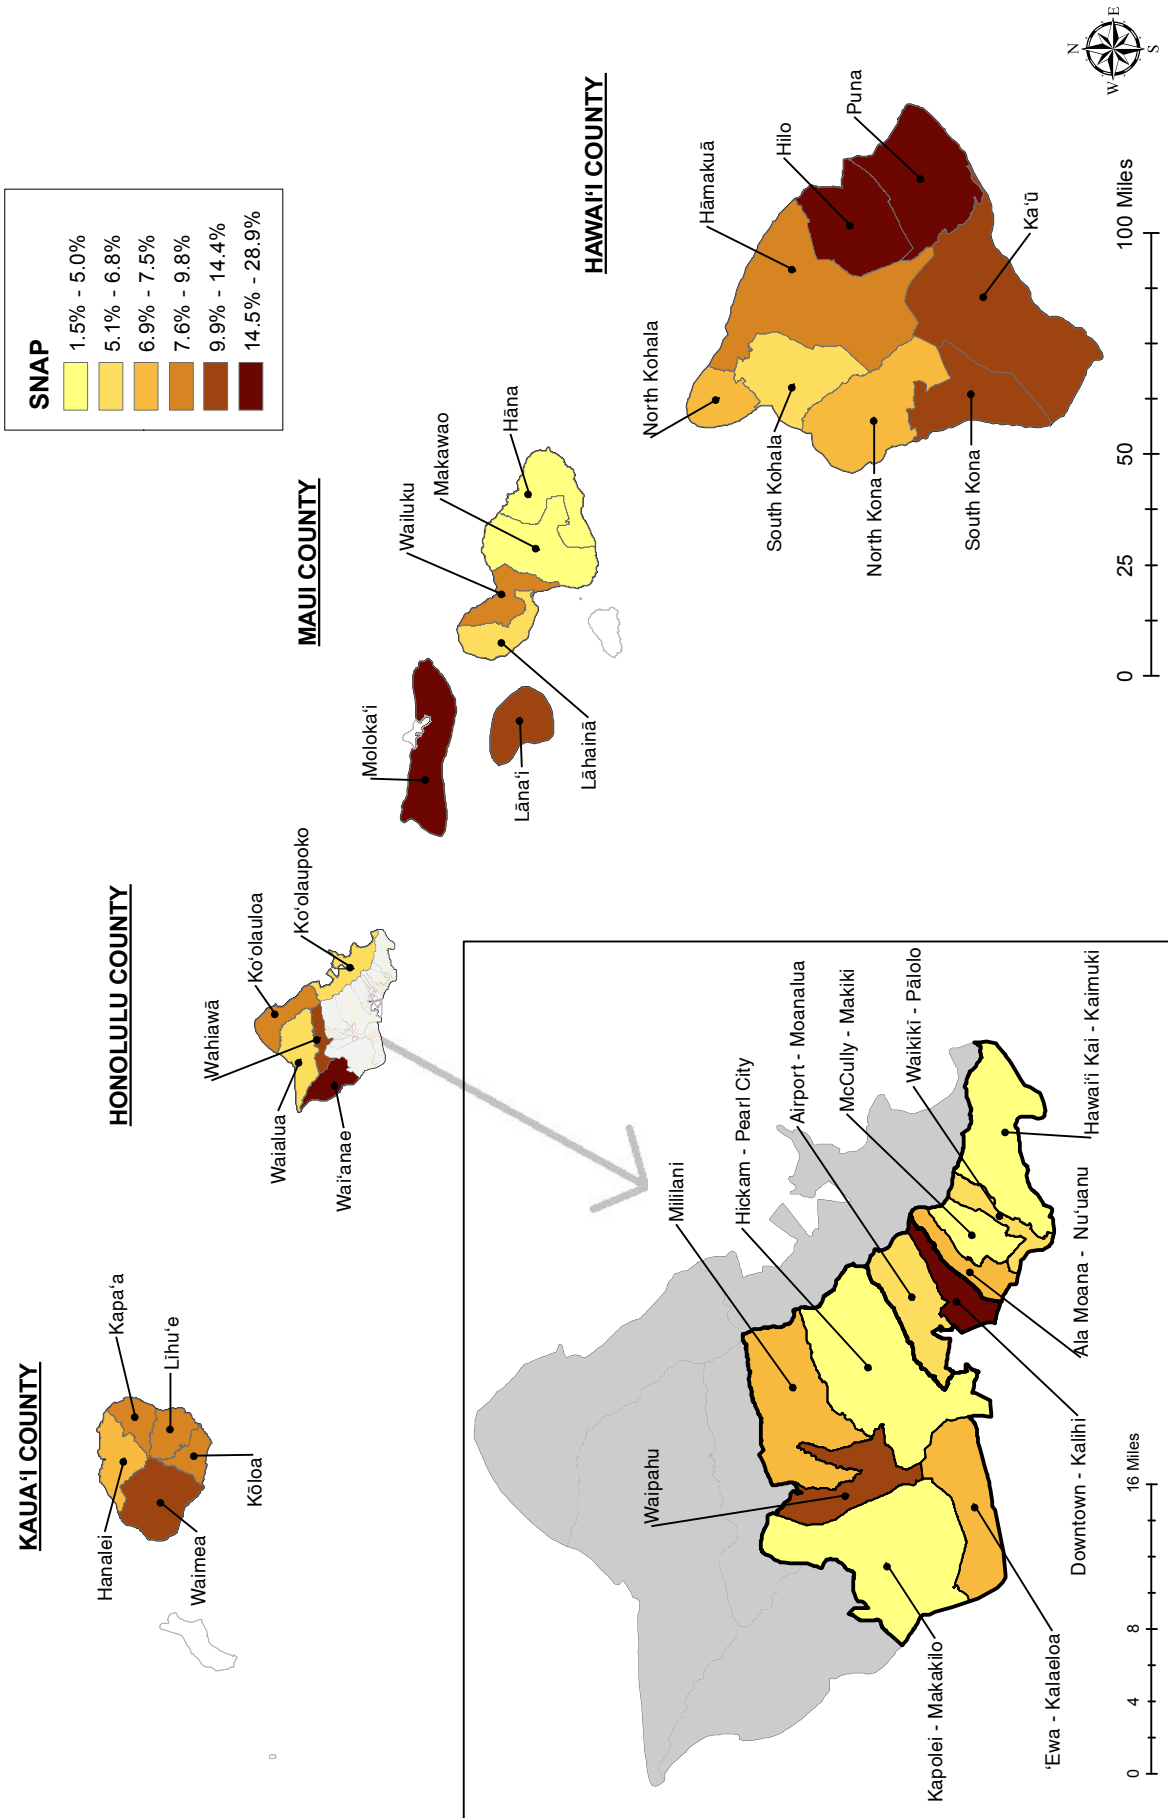 KAUAʻI COUNTY
Hanalei
Kapaʻa
Līhuʻe
Waimea
Kōloa
HONOLULU COUNTY
Wahiawā
Koʻolauloa
Koʻolaupoko
Waialua
Waiʻanae
MAUI COUNTY
Molokaʻi
Wailuku
Makawao
Hāna
Lānaʻi
Lāhainā
SNAP
1.5% - 5.0%
5.1% - 6.8%
6.9% - 7.5%
7.6% - 9.8%
9.9% - 14.4%
14.5% - 28.9%
HAWAIʻI COUNTY
North Kohala
Hāmakuā
Hilo
Puna
South Kohala
North Kona
South Kona
Kaʻū
Waipahu
Mililani
Hickam - Pearl City
Airport - Moanalua
McCully - Makiki
Waikīkī - Pālolo
Kapolei - Makakilo
ʻEwa - Kalaeloa
Downtown - Kalihi
Ala Moana - Nuʻuanu
Hawaiʻi Kai - Kaimuki
0 4 8 16 Miles
0 25 50 100 Miles
N
W E
S